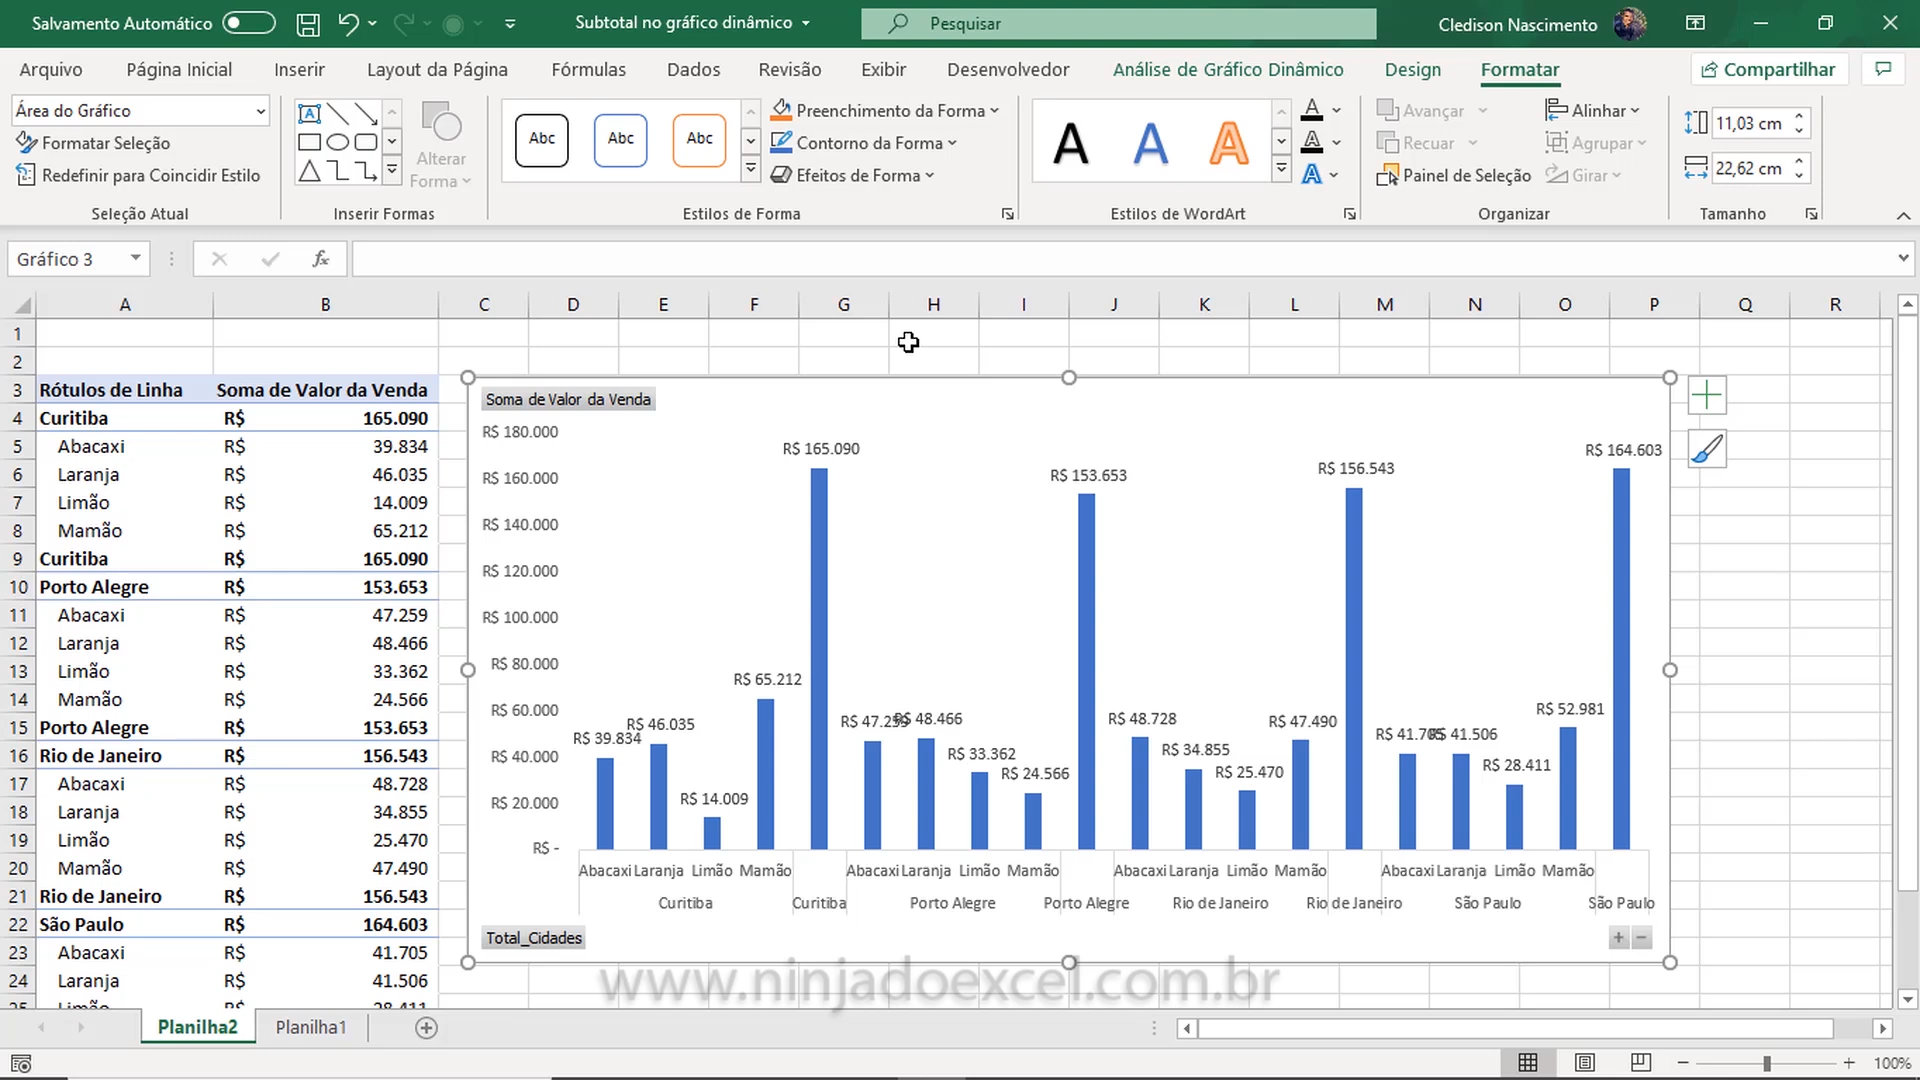 Salvamento Automático
Subtotal no gráfico dinâmico
Pesquisar
Cledison Nascimento
Arquivo Página Inicial Inserir Layout da Página Fórmulas Dados Revisão Exibir Desenvolvedor Análise de Gráfico Dinâmico Design Formatar Compartilhar
Área do Gráfico
Formatar Seleção
Redefinir para Coincidir Estilo
Seleção Atual
Alterar
Forma
Inserir Formas
Abc Abc Abc
Preenchimento da Forma
Contorno da Forma
Efeitos de Forma
Estilos de Forma
A A A
A
A
A
Estilos de WordArt
Avançar
Recuar
Painel de Seleção
Alinhar
Agrupar
Girar
Organizar
11,03 cm
22,62 cm
Tamanho
Gráfico 3
fx
A B C D E F G H I J K L M N O P Q R
1
2
3 Rótulos de Linha Soma de Valor da Venda
4 Curitiba R$ 165.090
5 Abacaxi R$ 39.834
6 Laranja R$ 46.035
7 Limão R$ 14.009
8 Mamão R$ 65.212
9 Curitiba R$ 165.090
10 Porto Alegre R$ 153.653
11 Abacaxi R$ 47.259
12 Laranja R$ 48.466
13 Limão R$ 33.362
14 Mamão R$ 24.566
15 Porto Alegre R$ 153.653
16 Rio de Janeiro R$ 156.543
17 Abacaxi R$ 48.728
18 Laranja R$ 34.855
19 Limão R$ 25.470
20 Mamão R$ 47.490
21 Rio de Janeiro R$ 156.543
22 São Paulo R$ 164.603
23 Abacaxi R$ 41.705
24 Laranja R$ 41.506
25 Limão R$ 28.411
Soma de Valor da Venda
R$ 180.000
R$ 160.000
R$ 140.000
R$ 120.000
R$ 100.000
R$ 80.000
R$ 60.000
R$ 40.000
R$ 20.000
R$ -
R$ 39.834
R$ 46.035
R$ 14.009
R$ 65.212
R$ 165.090
R$ 47.259
R$ 48.466
R$ 33.362
R$ 24.566
R$ 153.653
R$ 48.728
R$ 34.855
R$ 25.470
R$ 47.490
R$ 156.543
R$ 41.705
R$ 41.506
R$ 28.411
R$ 52.981
R$ 164.603
Abacaxi Laranja Limão Mamão Abacaxi Laranja Limão Mamão Abacaxi Laranja Limão Mamão Abacaxi Laranja Limão Mamão
Curitiba Curitiba Porto Alegre Porto Alegre Rio de Janeiro Rio de Janeiro São Paulo São Paulo
Total_Cidades
www.ninjadoexcel.com.br
Planilha2 Planilha1
100%